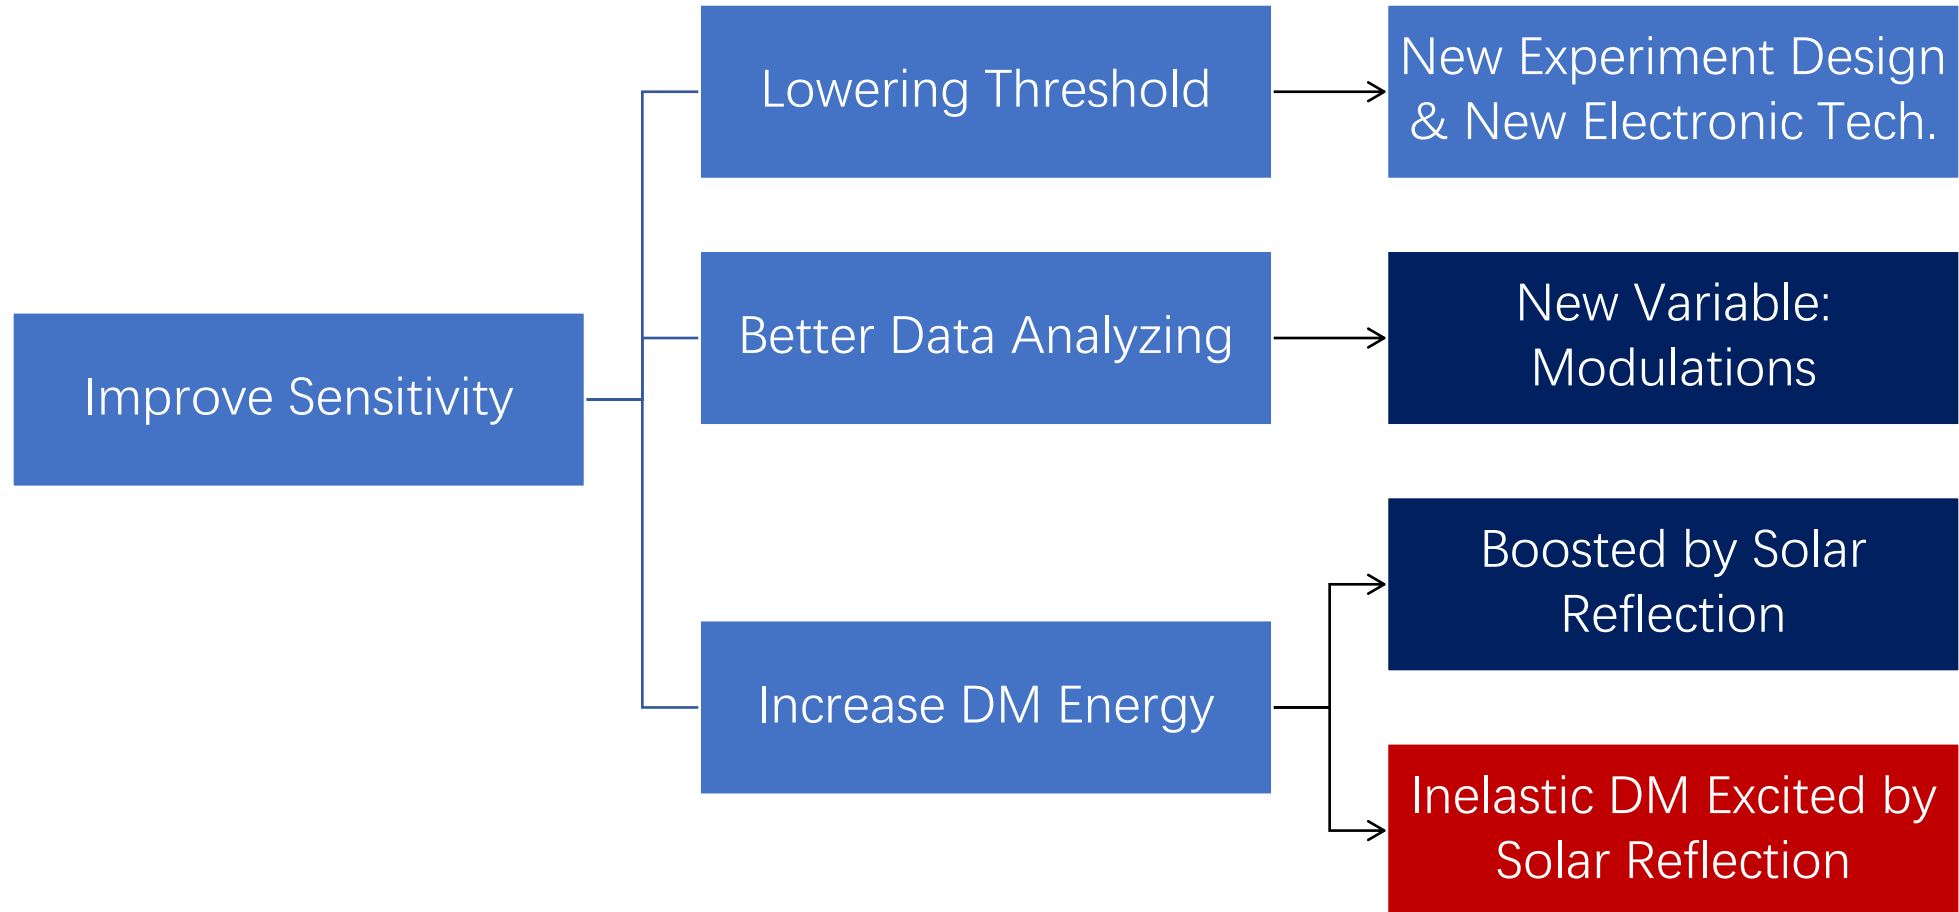 Improve Sensitivity
Lowering Threshold
New Experiment Design
& New Electronic Tech.
Better Data Analyzing
New Variable:
Modulations
Increase DM Energy
Boosted by Solar
Reflection
Inelastic DM Excited by
Solar Reflection